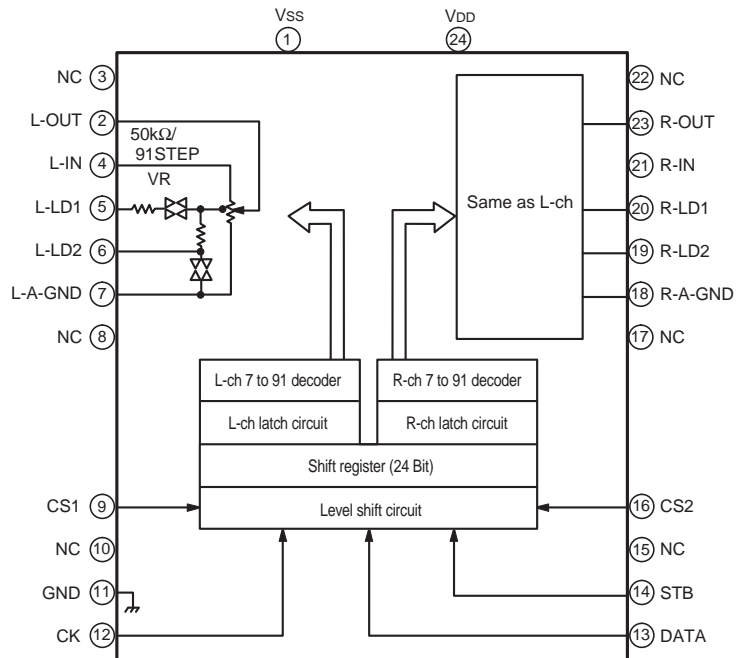 VSS
VDD
1
24
NC 3
22 NC
L-OUT 2
50kΩ/
91STEP
VR
23 R-OUT
L-IN 4
21 R-IN
L-LD1 5
Same as L-ch
20 R-LD1
L-LD2 6
19 R-LD2
L-A-GND 7
18 R-A-GND
NC 8
17 NC
L-ch 7 to 91 decoder
R-ch 7 to 91 decoder
L-ch latch circuit
R-ch latch circuit
Shift register (24 Bit)
Level shift circuit
CS1 9
16 CS2
NC 10
15 NC
GND 11
14 STB
CK 12
13 DATA